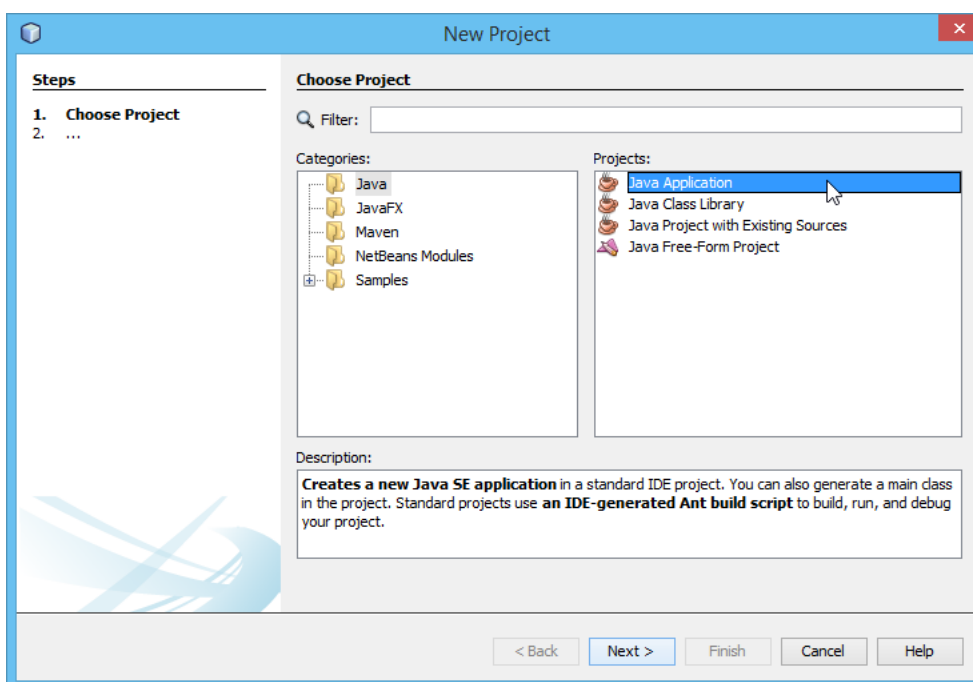 New Project
Steps
1. Choose Project
2. ...
Choose Project
Filter:
Categories:
Java
JavaFX
Maven
NetBeans Modules
Samples
Projects:
Java Application
Java Class Library
Java Project with Existing Sources
Java Free-Form Project
Description:
Creates a new Java SE application in a standard IDE project. You can also generate a main class
in the project. Standard projects use an IDE-generated Ant build script to build, run, and debug
your project.
< Back Next > Finish Cancel Help